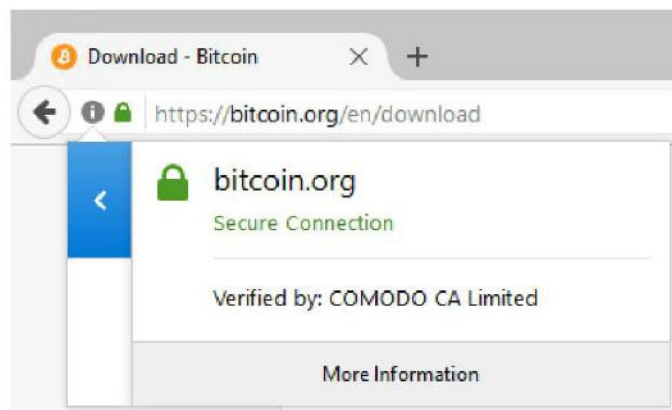 Download - Bitcoin
https://bitcoin.org/en/download
bitcoin.org
Secure Connection
Verified by: COMODO CA Limited
More Information